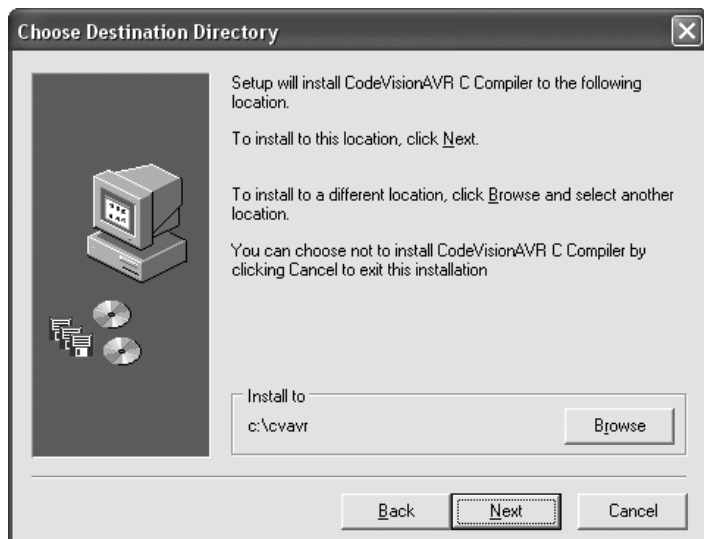 Choose Destination Directory
Setup will install CodeVisionAVR C Compiler to the following
location.
To install to this location, click Next.
To install to a different location, click Browse and select another
location.
You can choose not to install CodeVisionAVR C Compiler by
clicking Cancel to exit this installation
Install to
c:\cvavr
Browse
Back
Next
Cancel